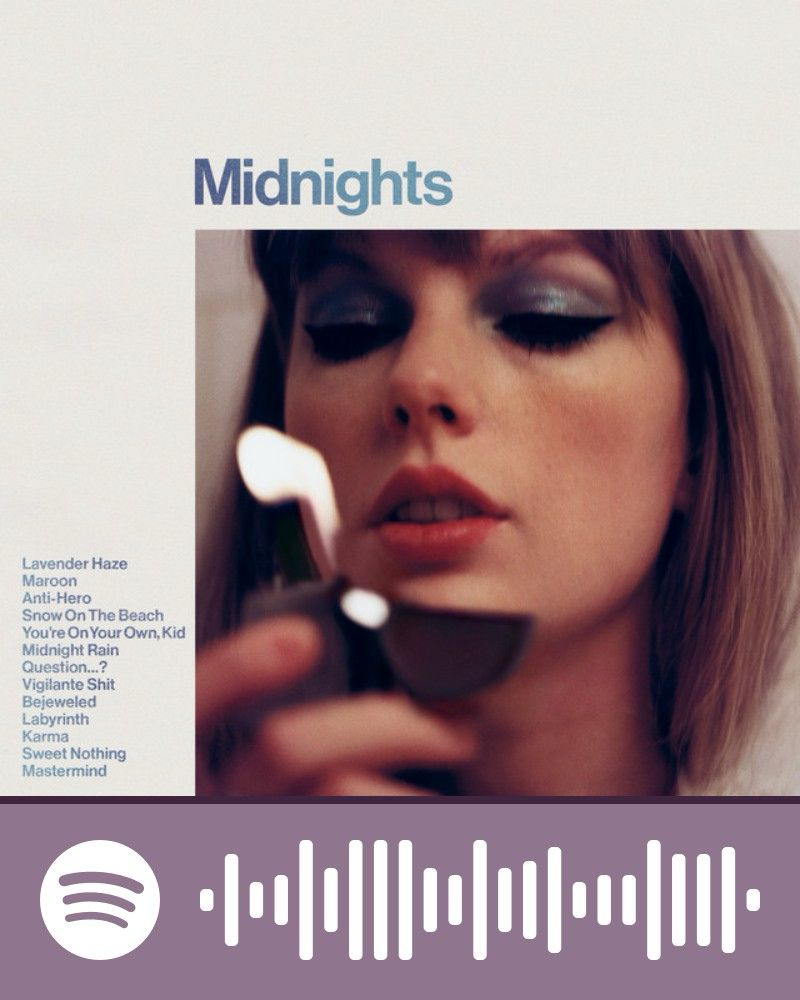 Midnights
Lavender Haze
Maroon
Anti-Hero
Snow On The Beach
You're On Your Own, Kid
Midnight Rain
Question...?
Vigilante Shit
Bejeweled
Labyrinth
Karma
Sweet Nothing
Mastermind